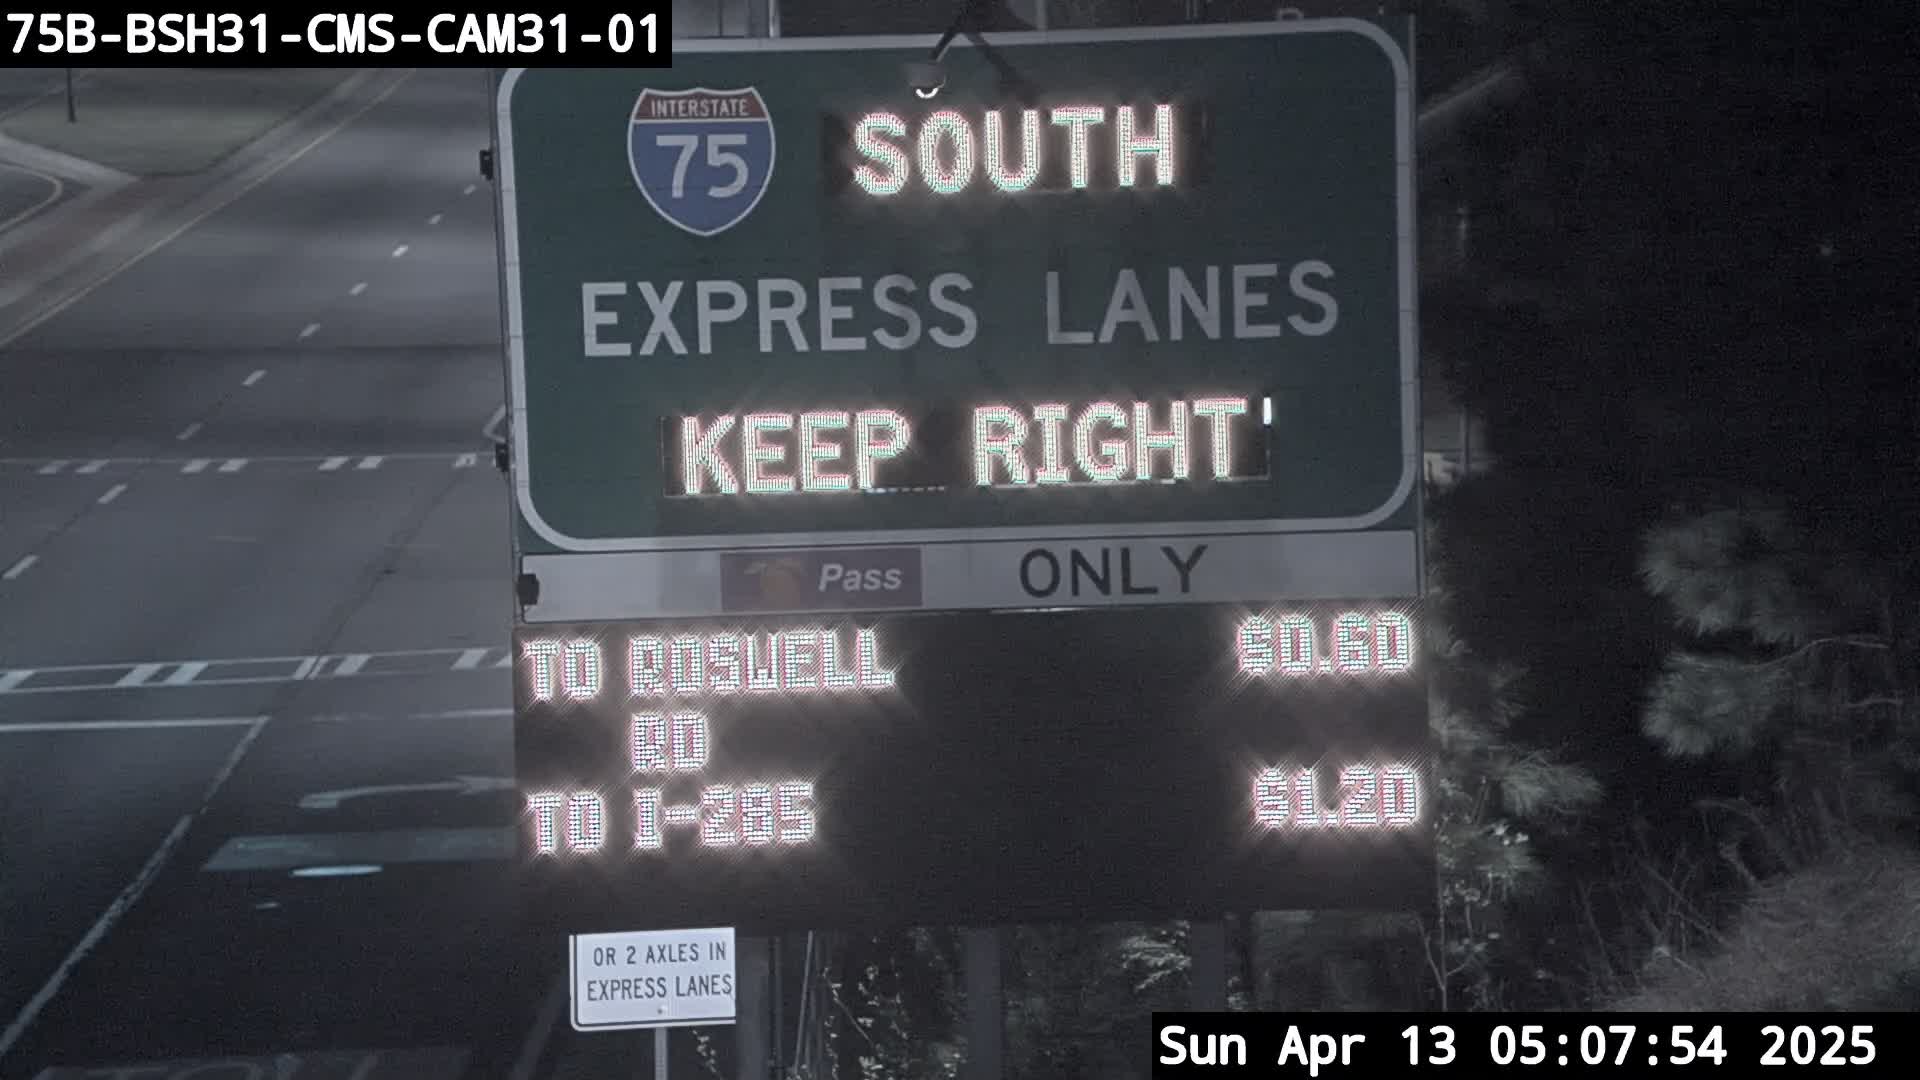 75B-BSH31-CMS-CAM31-01
INTERSTATE
75
SOUTH
EXPRESS LANES
KEEP RIGHT
Pass ONLY
TO ROSWELL $0.60
RD
TO I-285 $1.20
OR 2 AXLES IN
EXPRESS LANES
Sun Apr 13 05:07:54 2025